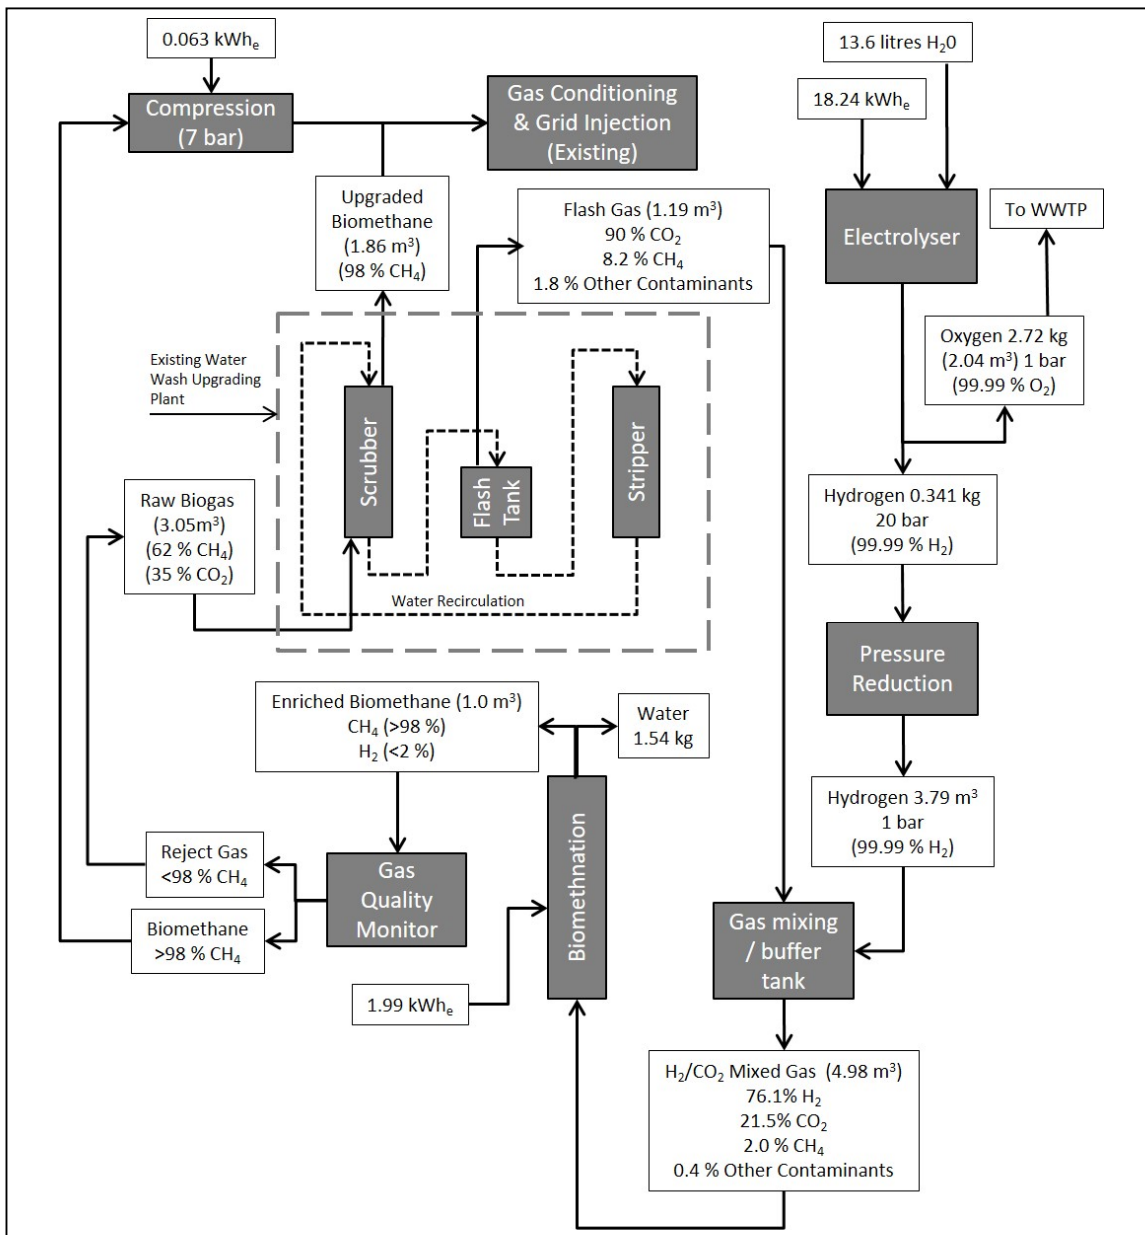 0.063 kWhₑ
Compression
(7 bar)
Gas Conditioning
& Grid Injection
(Existing)
13.6 litres H₂0
18.24 kWhₑ
Electrolyser
To WWTP
Upgraded
Biomethane
(1.86 m³)
(98 % CH₄)
Flash Gas (1.19 m³)
90 % CO₂
8.2 % CH₄
1.8 % Other Contaminants
Oxygen 2.72 kg
(2.04 m³) 1 bar
(99.99 % O₂)
Existing Water
Wash Upgrading
Plant
Scrubber
Flash
Tank
Stripper
Water Recirculation
Raw Biogas
(3.05m³)
(62 % CH₄)
(35 % CO₂)
Hydrogen 0.341 kg
20 bar
(99.99 % H₂)
Pressure
Reduction
Enriched Biomethane (1.0 m³)
CH₄ (>98 %)
H₂ (<2 %)
Water
1.54 kg
Hydrogen 3.79 m³
1 bar
(99.99 % H₂)
Reject Gas
<98 % CH₄
Biomethane
>98 % CH₄
Gas
Quality
Monitor
Biomethnation
1.99 kWhₑ
Gas mixing
/ buffer
tank
H₂/CO₂ Mixed Gas (4.98 m³)
76.1% H₂
21.5% CO₂
2.0 % CH₄
0.4 % Other Contaminants